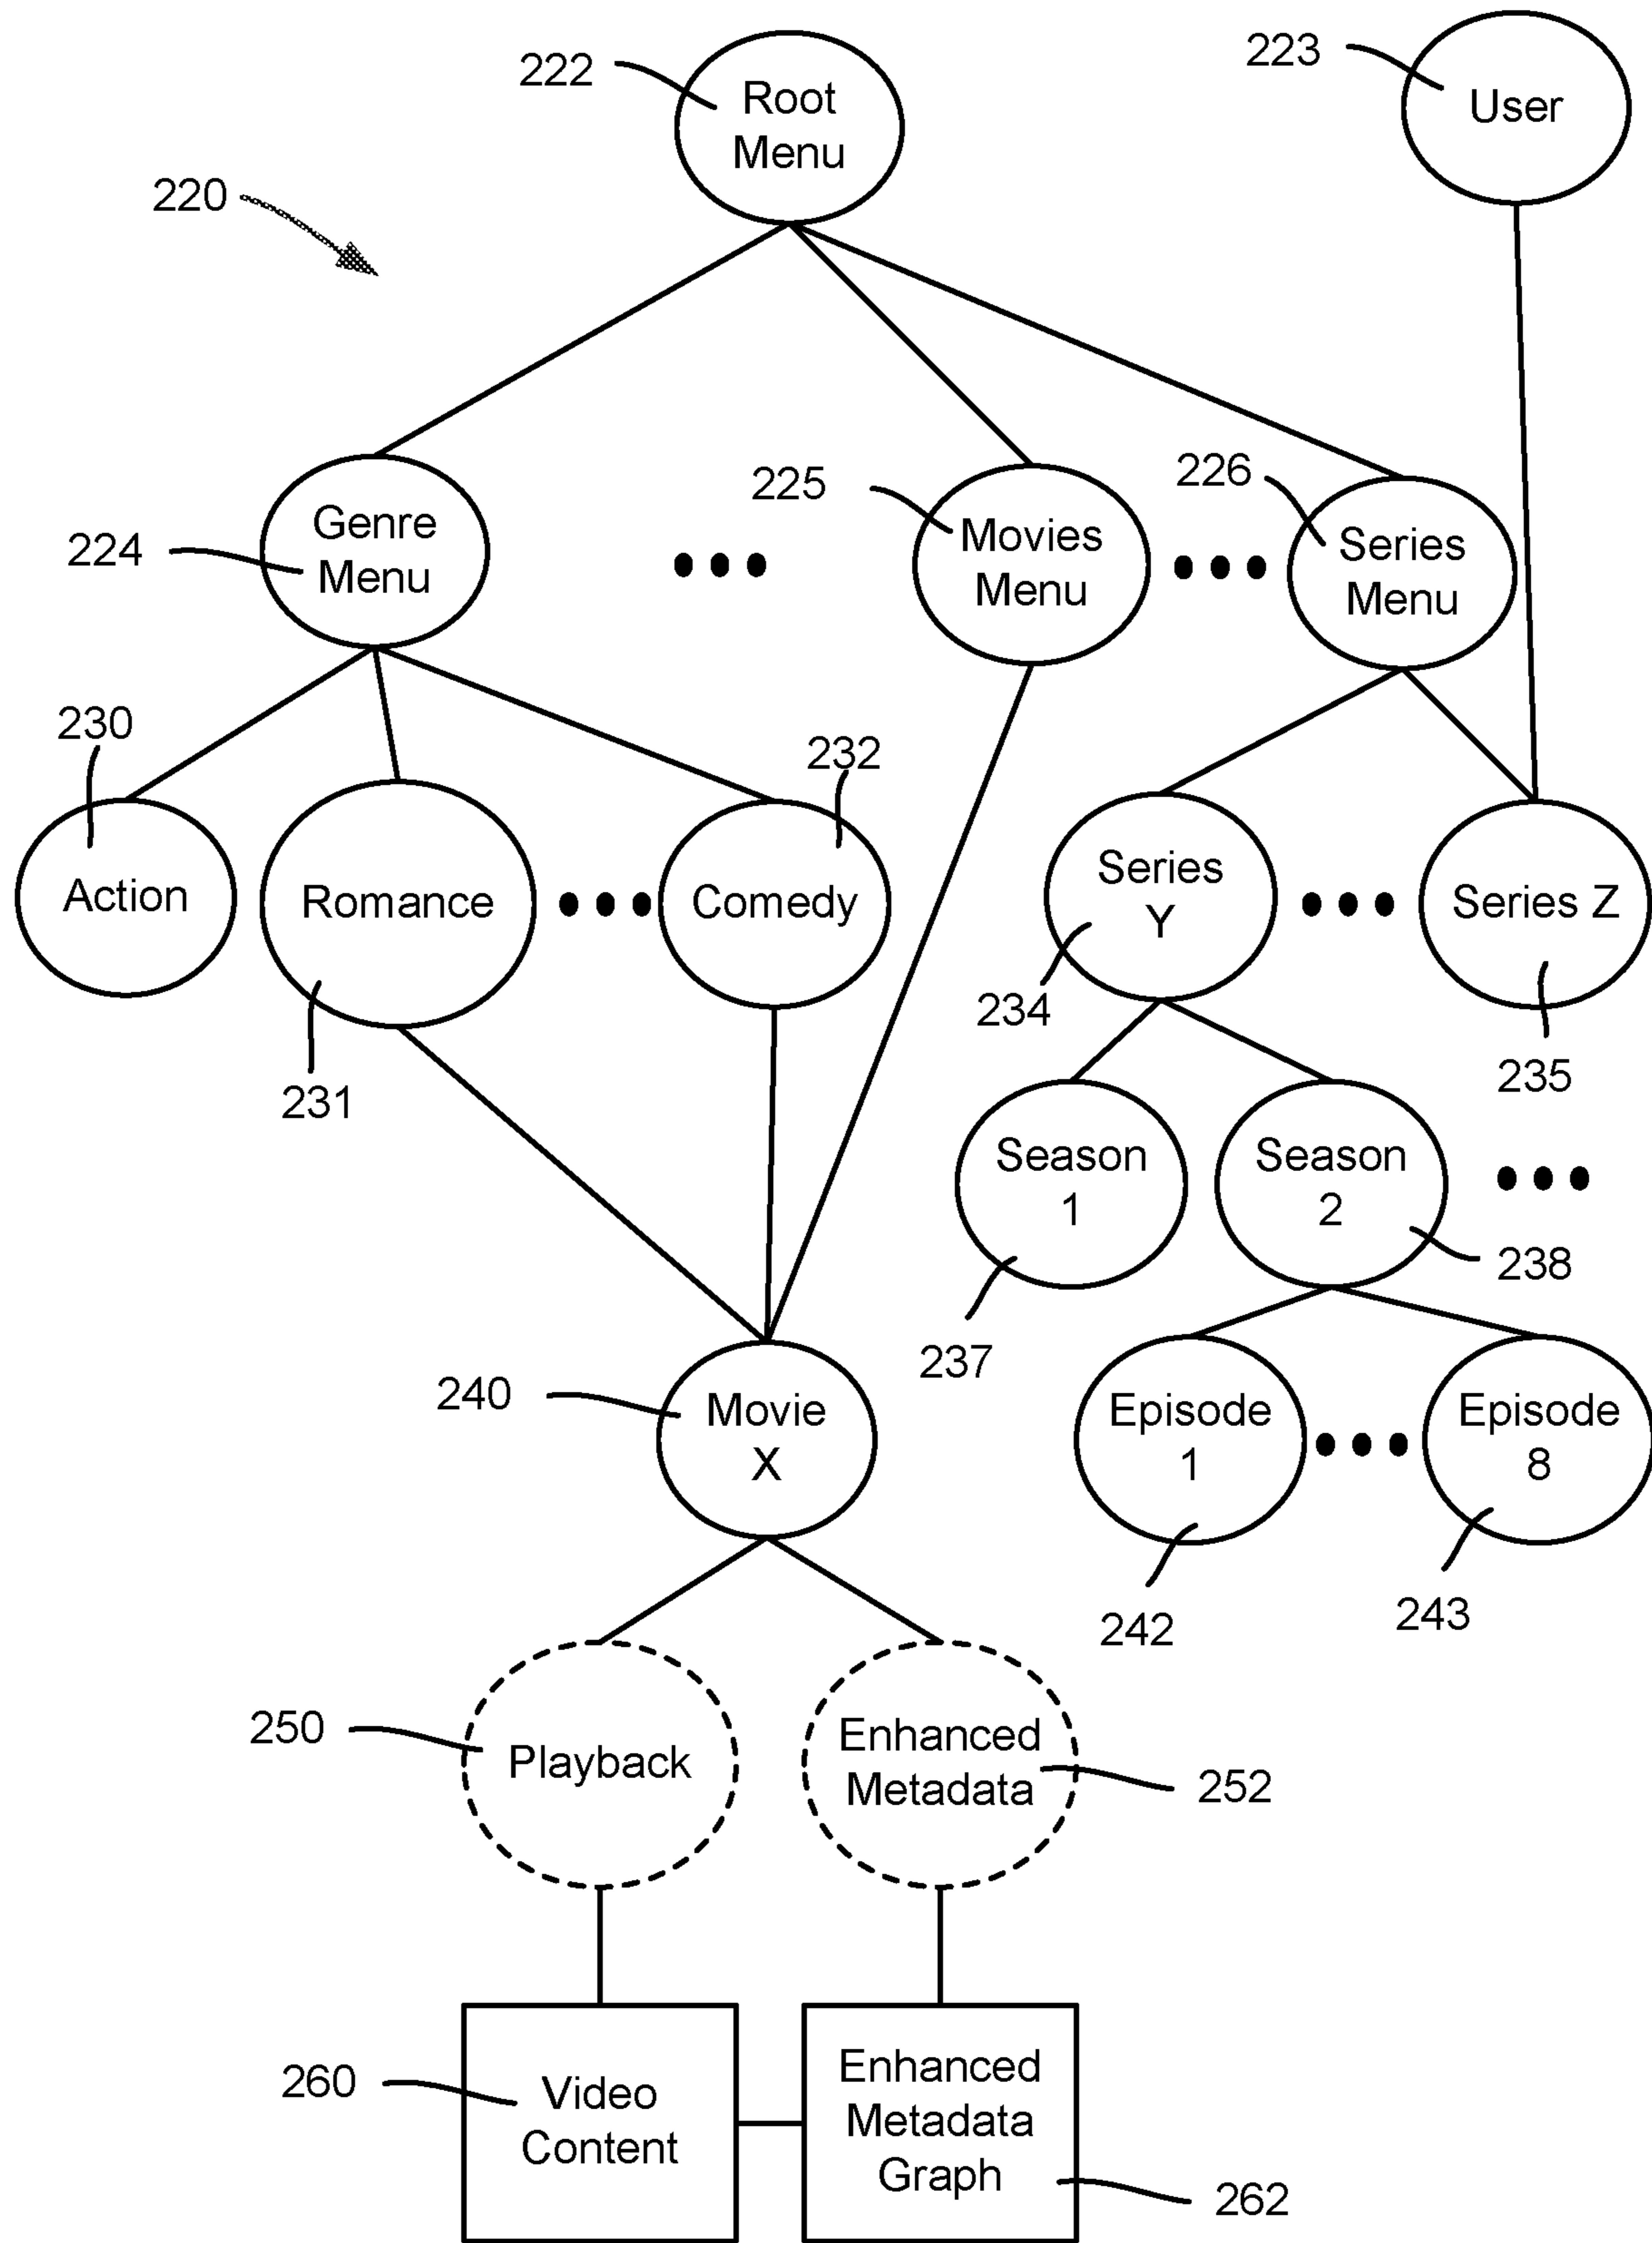 222
Root
Menu
223
User
220
224
Genre
Menu
225
Movies
Menu
226
Series
Menu
230
Action
231
Romance
232
Comedy
234
Series
Y
235
Series Z
237
Season
1
238
Season
2
240
Movie
X
242
Episode
1
243
Episode
8
250
Playback
252
Enhanced
Metadata
260
Video
Content
262
Enhanced
Metadata
Graph